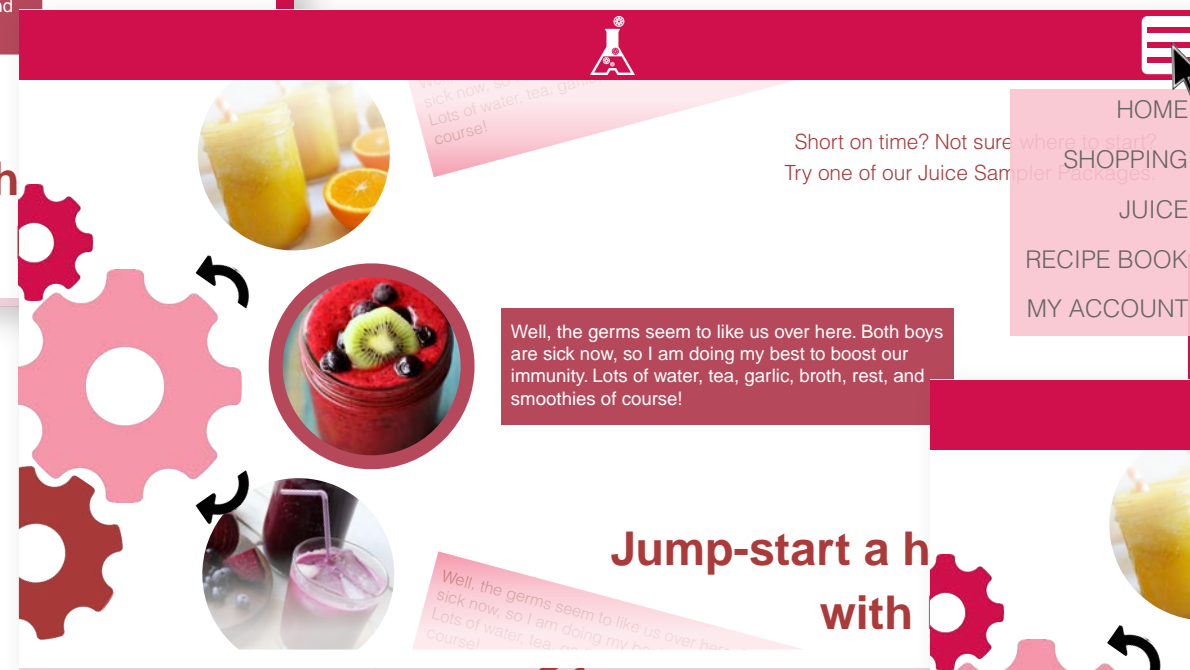 nd
sick now, so
Lots of water, tea, garlic
course!
HOME
Short on time? Not sure where to start?
SHOPPING
Try one of our Juice Sampler Packages.
h
JUICE
RECIPE BOOK
MY ACCOUNT
Well, the germs seem to like us over here. Both boys
are sick now, so I am doing my best to boost our
immunity. Lots of water, tea, garlic, broth, rest, and
smoothies of course!
Jump-start a h
with
Well, the germs seem to like us over here
sick now, so I am doing my be
Lots of water, tea,
course!